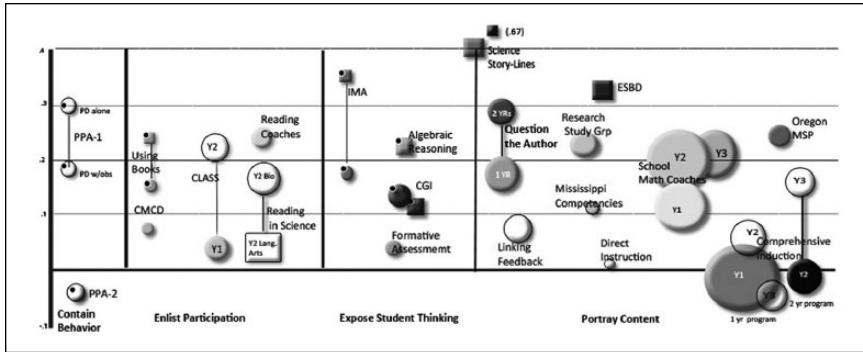 (.67)
.4
Science
Story-Lines
IMA
ESBD
.3
PD alone
2 YRs
Reading
Coaches
Research
Study Grp
Oregon
MSP
PPA-1
Y2
Algebraic
Reasoning
Question
the Author
Y2
Y3
.2
Using
Books
PD w/obs
CLASS
Y2 Bio
1 YR
School
Math Coaches
Y3
CGI
Mississippi
Competencies
Y1
.1
CMCD
Reading
in Science
Formative
Assessmemt
Linking
Feedback
Direct
Instruction
Y2
Comprehensive
Induction
Y1
Y2 Lang.
Arts
Y1
Y2
PPA-2
Y3
2 yr program
Contain
Behavior
Enlist Participation
Expose Student Thinking
Portray Content
1 yr program
-.1